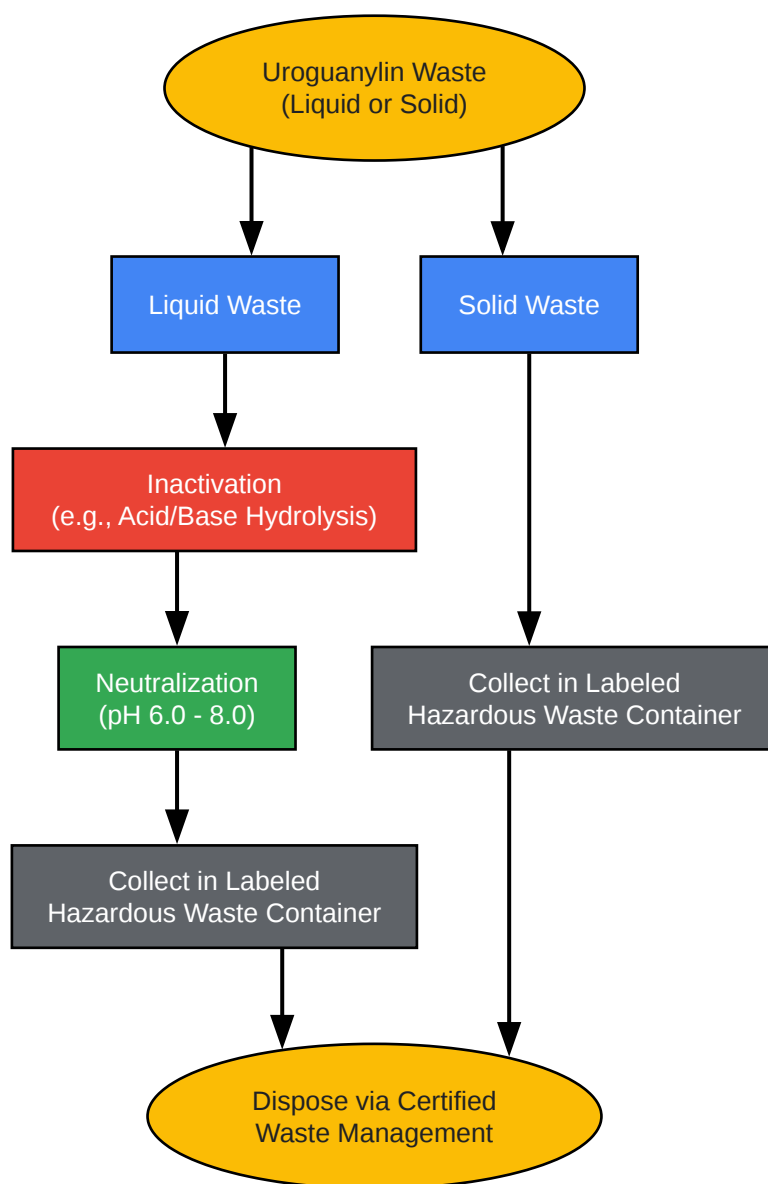 Uroguanylin Waste
(Liquid or Solid)
Liquid Waste
Solid Waste
Inactivation
(e.g., Acid/Base Hydrolysis)
Neutralization
(pH 6.0 - 8.0)
Collect in Labeled
Hazardous Waste Container
Collect in Labeled
Hazardous Waste Container
Dispose via Certified
Waste Management